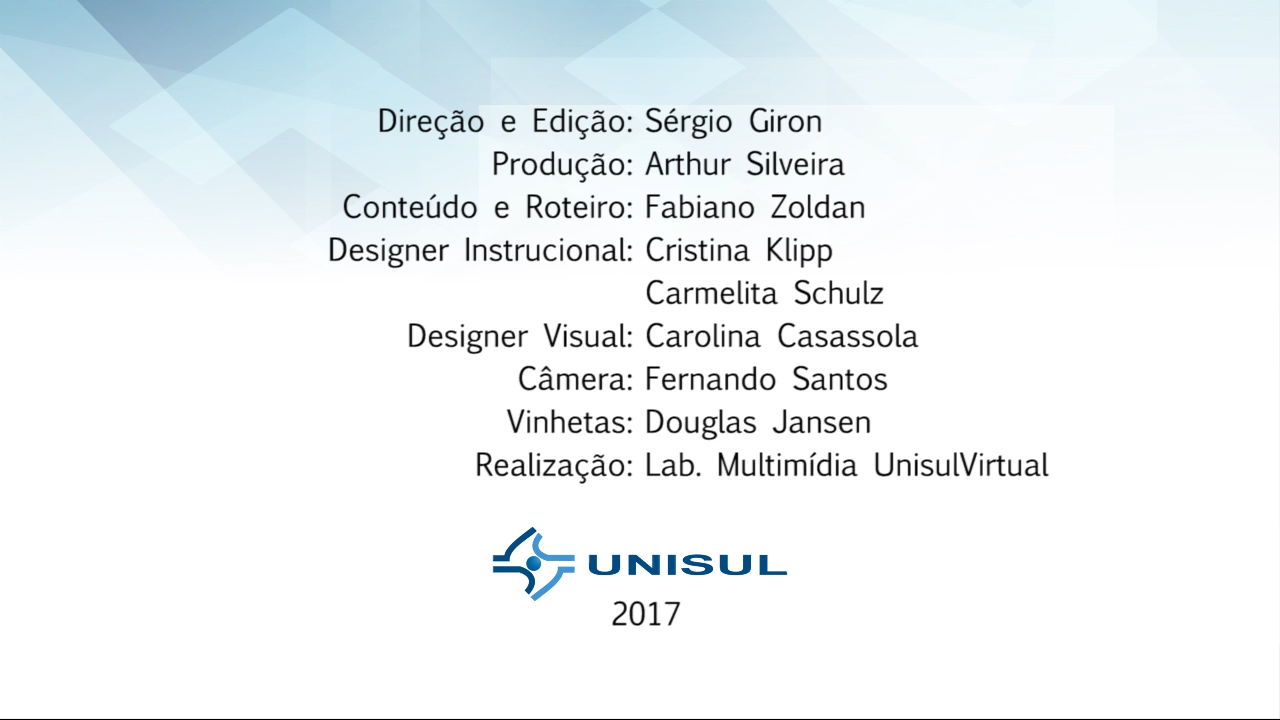 Direção e Edição: Sérgio Giron
Produção: Arthur Silveira
Conteúdo e Roteiro: Fabiano Zoldan
Designer Instrucional: Cristina Klipp
Carmelita Schulz
Designer Visual: Carolina Casassola
Câmera: Fernando Santos
Vinhetas: Douglas Jansen
Realização: Lab. Multimídia UnisulVirtual
UNISUL
2017